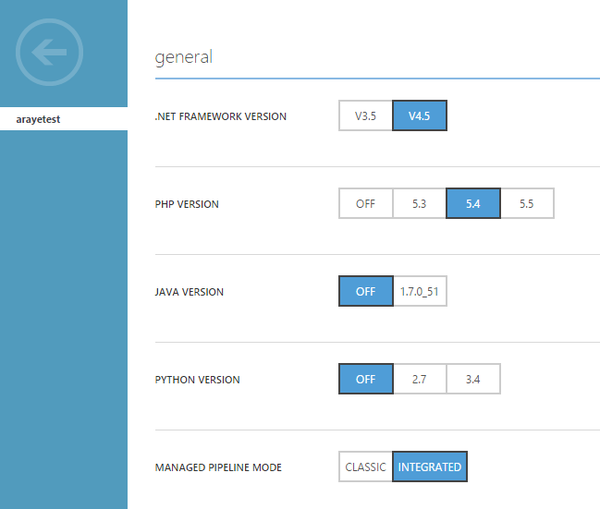 general
arayetest
.NET FRAMEWORK VERSION V3.5 V4.5
PHP VERSION OFF 5.3 5.4 5.5
JAVA VERSION OFF 1.7.0_51
PYTHON VERSION OFF 2.7 3.4
MANAGED PIPELINE MODE CLASSIC INTEGRATED